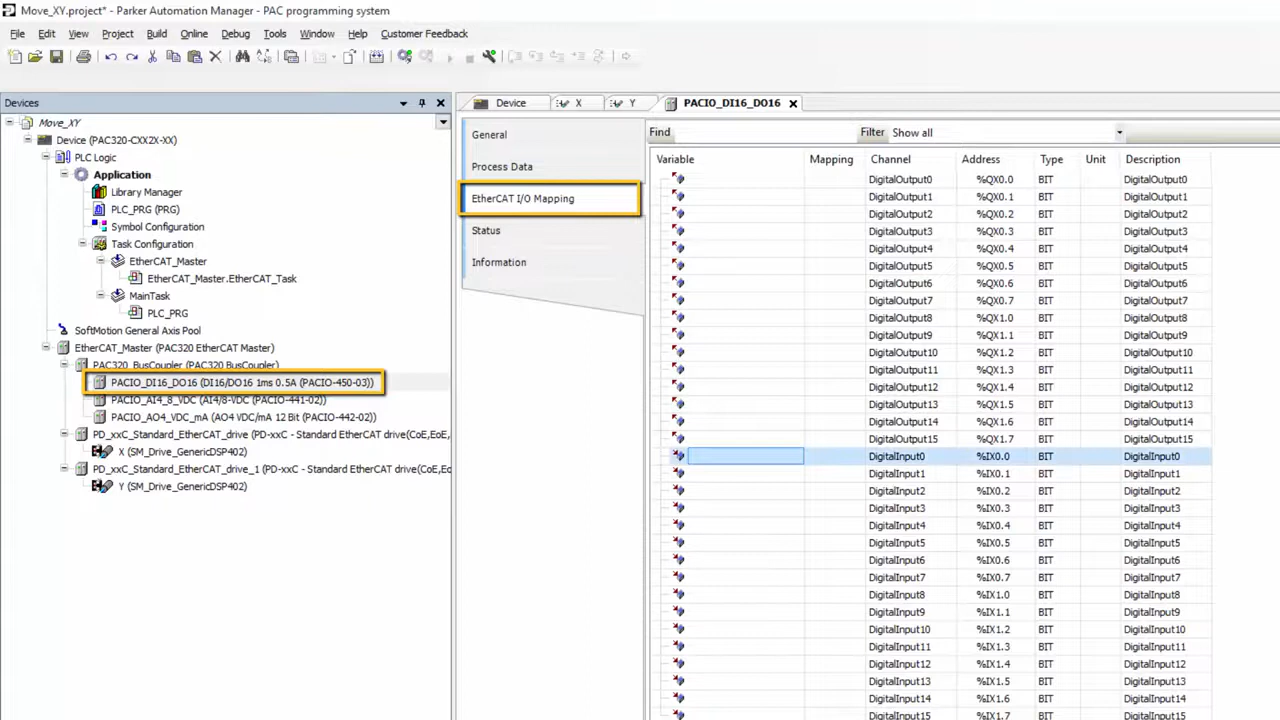 Move_XY.project* - Parker Automation Manager - PAC programming system
File Edit View Project Build Online Debug Tools Window Help Customer Feedback
Devices
Move_XY
Device (PAC320-CXX2X-XX)
PLC Logic
Application
Library Manager
PLC_PRG (PRG)
Symbol Configuration
Task Configuration
EtherCAT_Master
EtherCAT_Master.EtherCAT_Task
MainTask
PLC_PRG
SoftMotion General Axis Pool
EtherCAT_Master (PAC320 EtherCAT Master)
PAC320_BusCoupler (PAC320 BusCoupler)
PACIO_DI16_DO16 (DI16/DO16 1ms 0.5A (PACIO-450-03))
PACIO_AI4_8_VDC (AI4/8-VDC (PACIO-441-02))
PACIO_AO4_VDC_mA (AO4 VDC/mA 12 Bit (PACIO-442-02))
PD_xxC_Standard_EtherCAT_drive (PD-xxC - Standard EtherCAT drive(CoE,EoE,
X (SM_Drive_GenericDSP402)
PD_xxC_Standard_EtherCAT_drive_1 (PD-xxC - Standard EtherCAT drive(CoE,E
Y (SM_Drive_GenericDSP402)
Device X Y PACIO_DI16_DO16
General
Process Data
EtherCAT I/O Mapping
Status
Information
Find Filter Show all
Variable Mapping Channel Address Type Unit Description
DigitalOutput0 %QX0.0 BIT DigitalOutput0
DigitalOutput1 %QX0.1 BIT DigitalOutput1
DigitalOutput2 %QX0.2 BIT DigitalOutput2
DigitalOutput3 %QX0.3 BIT DigitalOutput3
DigitalOutput4 %QX0.4 BIT DigitalOutput4
DigitalOutput5 %QX0.5 BIT DigitalOutput5
DigitalOutput6 %QX0.6 BIT DigitalOutput6
DigitalOutput7 %QX0.7 BIT DigitalOutput7
DigitalOutput8 %QX1.0 BIT DigitalOutput8
DigitalOutput9 %QX1.1 BIT DigitalOutput9
DigitalOutput10 %QX1.2 BIT DigitalOutput10
DigitalOutput11 %QX1.3 BIT DigitalOutput11
DigitalOutput12 %QX1.4 BIT DigitalOutput12
DigitalOutput13 %QX1.5 BIT DigitalOutput13
DigitalOutput14 %QX1.6 BIT DigitalOutput14
DigitalOutput15 %QX1.7 BIT DigitalOutput15
DigitalInput0 %IX0.0 BIT DigitalInput0
DigitalInput1 %IX0.1 BIT DigitalInput1
DigitalInput2 %IX0.2 BIT DigitalInput2
DigitalInput3 %IX0.3 BIT DigitalInput3
DigitalInput4 %IX0.4 BIT DigitalInput4
DigitalInput5 %IX0.5 BIT DigitalInput5
DigitalInput6 %IX0.6 BIT DigitalInput6
DigitalInput7 %IX0.7 BIT DigitalInput7
DigitalInput8 %IX1.0 BIT DigitalInput8
DigitalInput9 %IX1.1 BIT DigitalInput9
DigitalInput10 %IX1.2 BIT DigitalInput10
DigitalInput11 %IX1.3 BIT DigitalInput11
DigitalInput12 %IX1.4 BIT DigitalInput12
DigitalInput13 %IX1.5 BIT DigitalInput13
DigitalInput14 %IX1.6 BIT DigitalInput14
DigitalInput15 %IX1.7 BIT DigitalInput15